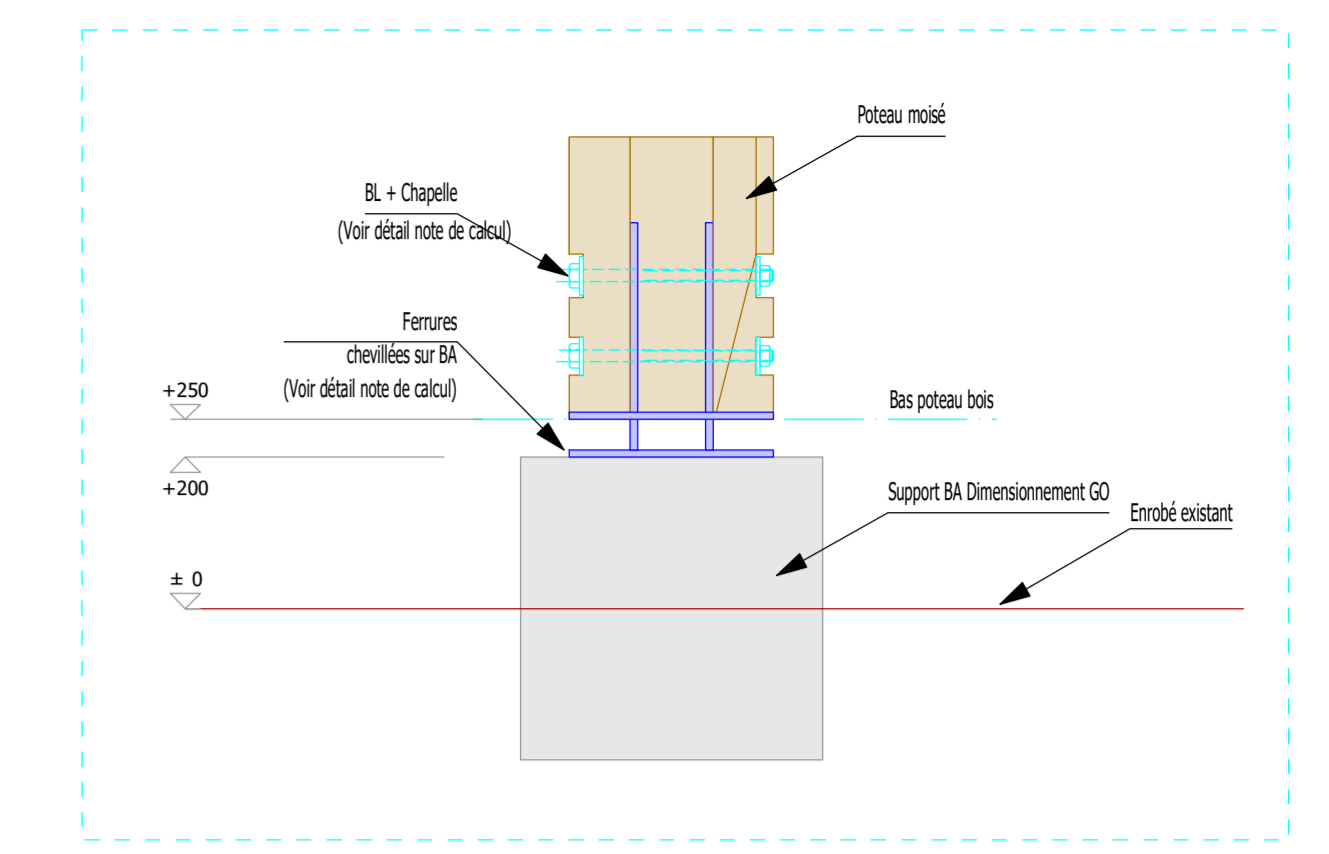 Poteau moisé
BL + Chapelle
(Voir détail note de calcul)
Ferrures
chevillées sur BA
(Voir détail note de calcul)
+250
Bas poteau bois
+200
Support BA Dimensionnement GO
Enrobé existant
± 0